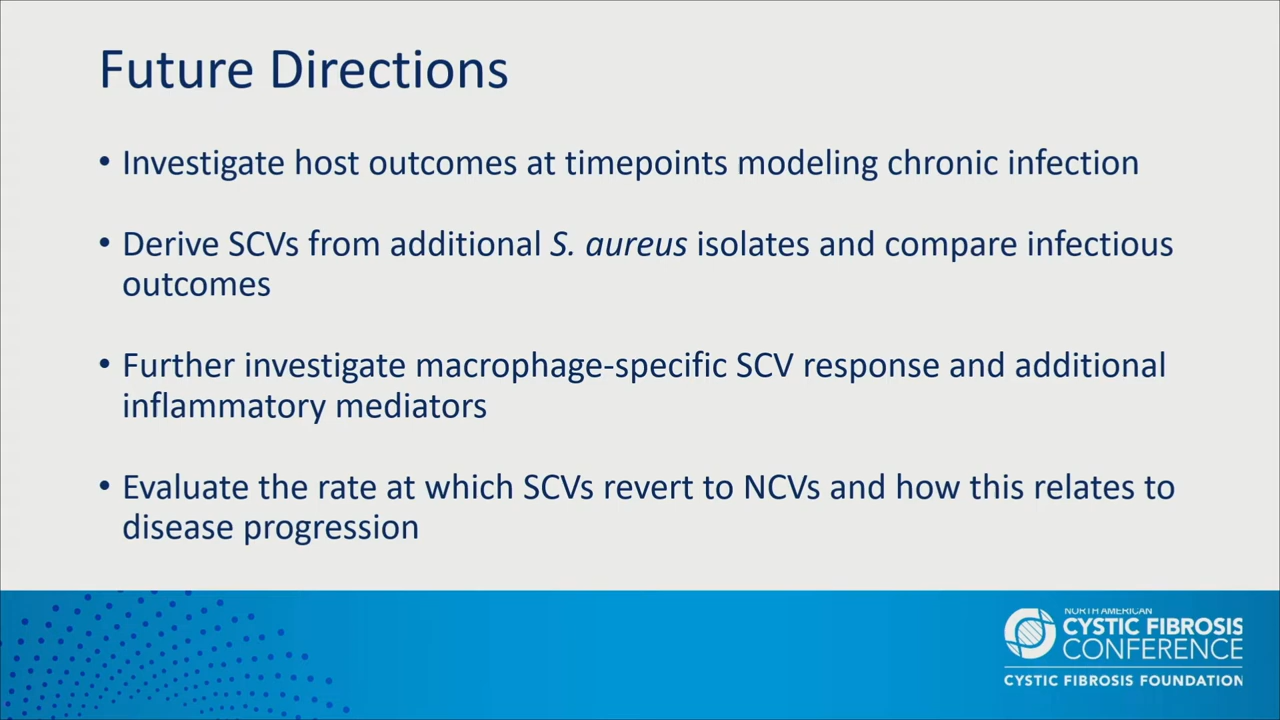 Future Directions
• Investigate host outcomes at timepoints modeling chronic infection
• Derive SCVs from additional S. aureus isolates and compare infectious
outcomes
• Further investigate macrophage-specific SCV response and additional
inflammatory mediators
• Evaluate the rate at which SCVs revert to NCVs and how this relates to
disease progression
NORTH AMERICAN
CYSTIC FIBROSIS
CONFERENCE
CYSTIC FIBROSIS FOUNDATION